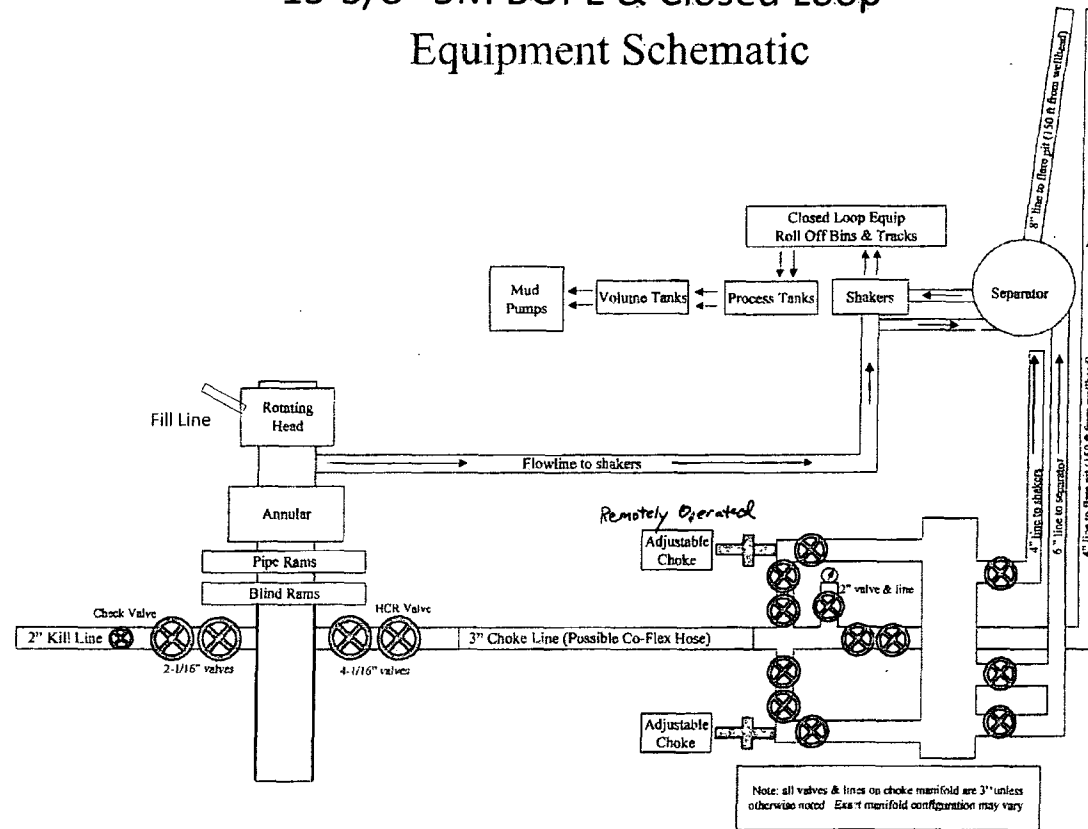 Equipment Schematic
8" line to flare pit (150 ft from wellhead)
Closed Loop Equip
Roll Off Bins & Tracks
Mud
Pumps
Volume Tanks
Process Tanks
Shakers
Separator
Fill Line
Rotating
Head
Flowline to shakers
Annular
Remotely Operated
Adjustable
Choke
4" line to shakers
6" line to separator
Pipe Rams
Blind Rams
2" valve & line
Check Valve
HCR Valve
2" Kill Line
3" Choke Line (Possible Co-Flex Hose)
2-1/16" valves
4-1/16" valves
Adjustable
Choke
Note: all valves & lines on choke manifold are 3" unless
otherwise noted Exact manifold configuration may vary